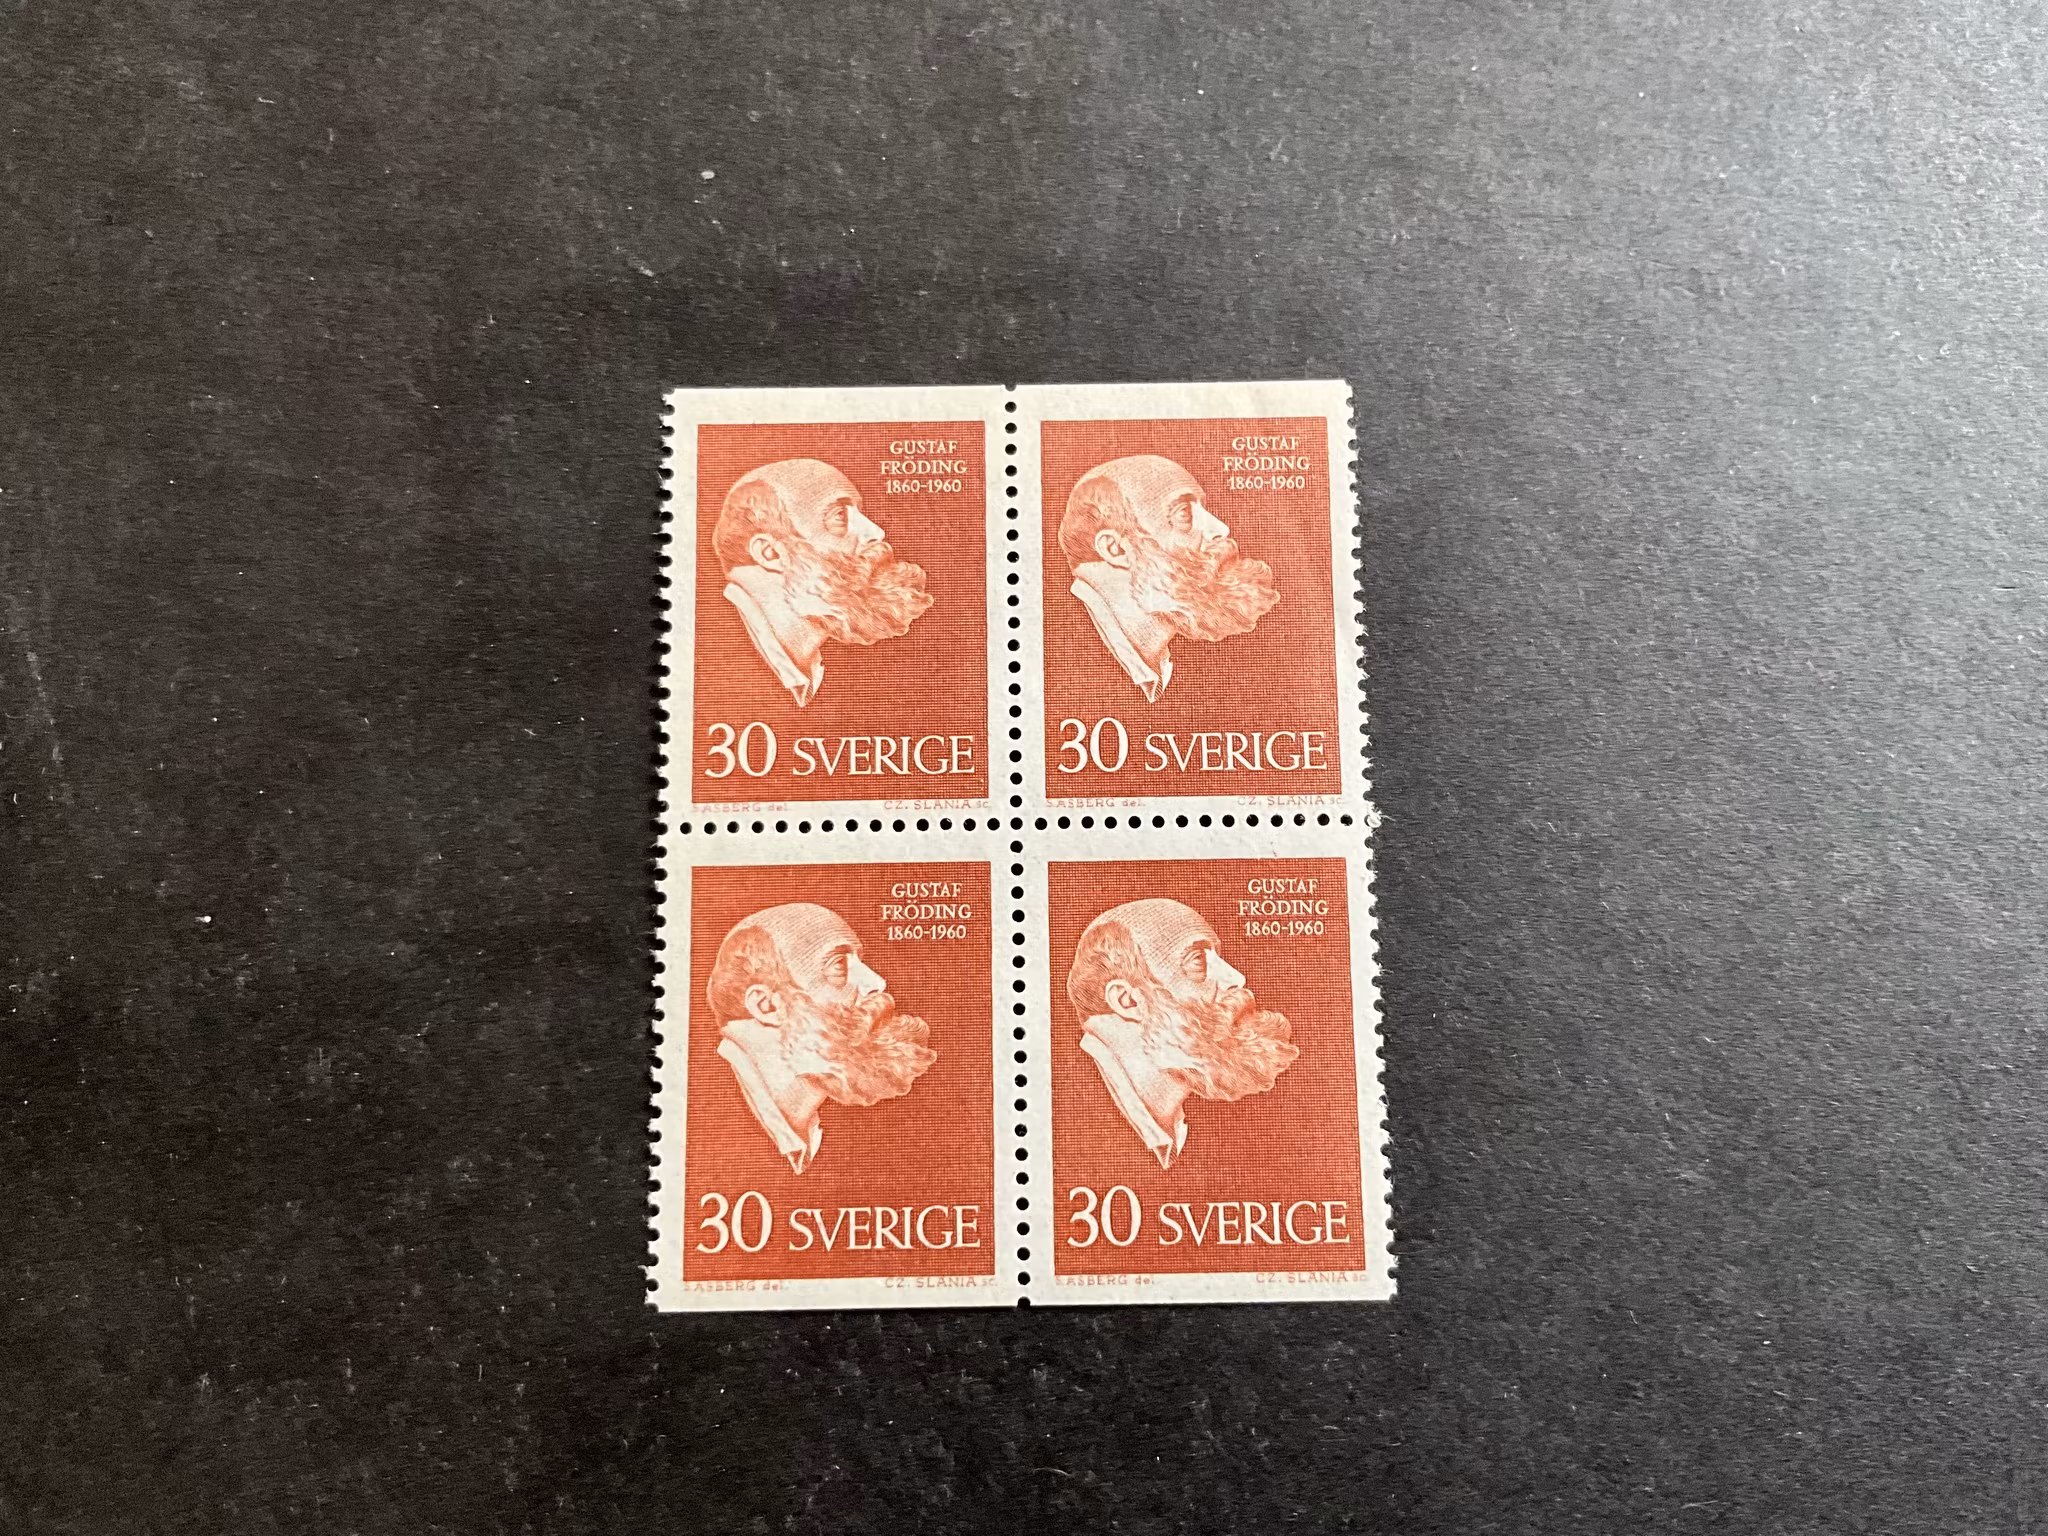 GUSTAF
FRÖDING
1860-1960
30 SVERIGE
S.ÅSBERG del. CZ. SLANIA sc.
GUSTAF
FRÖDING
1860-1960
30 SVERIGE
S.ÅSBERG del. CZ. SLANIA sc.
GUSTAF
FRÖDING
1860-1960
30 SVERIGE
S.ÅSBERG del. CZ. SLANIA sc.
GUSTAF
FRÖDING
1860-1960
30 SVERIGE
S.ÅSBERG del. CZ. SLANIA sc.